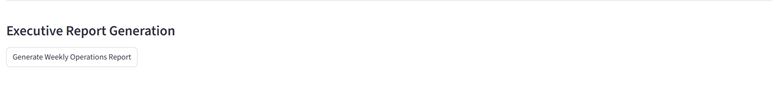 Executive Report Generation
Generate Weekly Operations Report